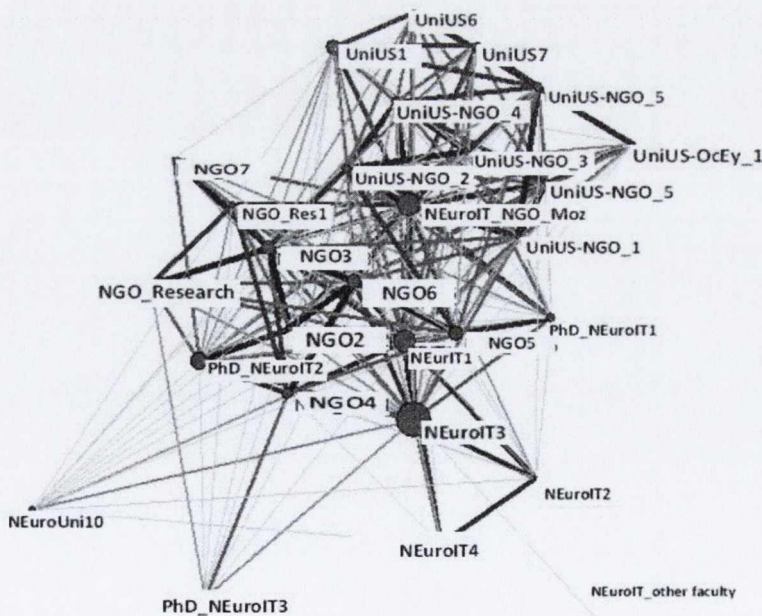 UniUS6
UniUS1
UniUS7
UniUS-NGO_5
UniUS-NGO_4
UniUS-NGO_3
UniUS-OcEy_1
NGO7
UniUS-NGO_2
UniUS-NGO_5
NGO_Res1
NEuroIT_NGO_Moz
UniUS-NGO_1
NGO3
NGO_Research
NGO6
PhD_NEuroIT1
NGO2
NGO5
NEurIT1
PhD_NEuroIT2
NGO4
NEuroIT3
NEuroIT2
NEuroUni10
NEuroIT4
NEuroIT_other faculty
PhD_NEuroIT3